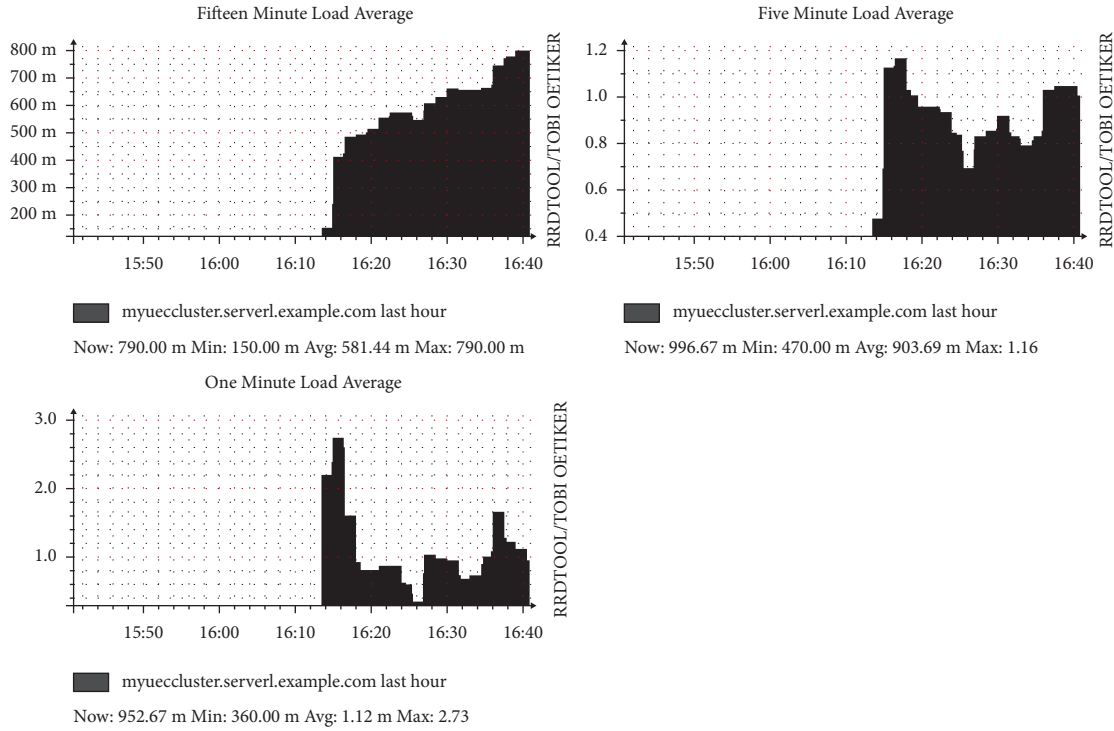 Fifteen Minute Load Average
800 m
700 m
600 m
500 m
400 m
300 m
200 m
15:50 16:00 16:10 16:20 16:30 16:40
RRDTOOL/TOBI OETIKER
myueccluster.serverl.example.com last hour
Now: 790.00 m Min: 150.00 m Avg: 581.44 m Max: 790.00 m
Five Minute Load Average
1.2
1.0
0.8
0.6
0.4
15:50 16:00 16:10 16:20 16:30 16:40
RRDTOOL/TOBI OETIKER
myueccluster.serverl.example.com last hour
Now: 996.67 m Min: 470.00 m Avg: 903.69 m Max: 1.16
One Minute Load Average
3.0
2.0
1.0
15:50 16:00 16:10 16:20 16:30 16:40
RRDTOOL/TOBI OETIKER
myueccluster.serverl.example.com last hour
Now: 952.67 m Min: 360.00 m Avg: 1.12 m Max: 2.73